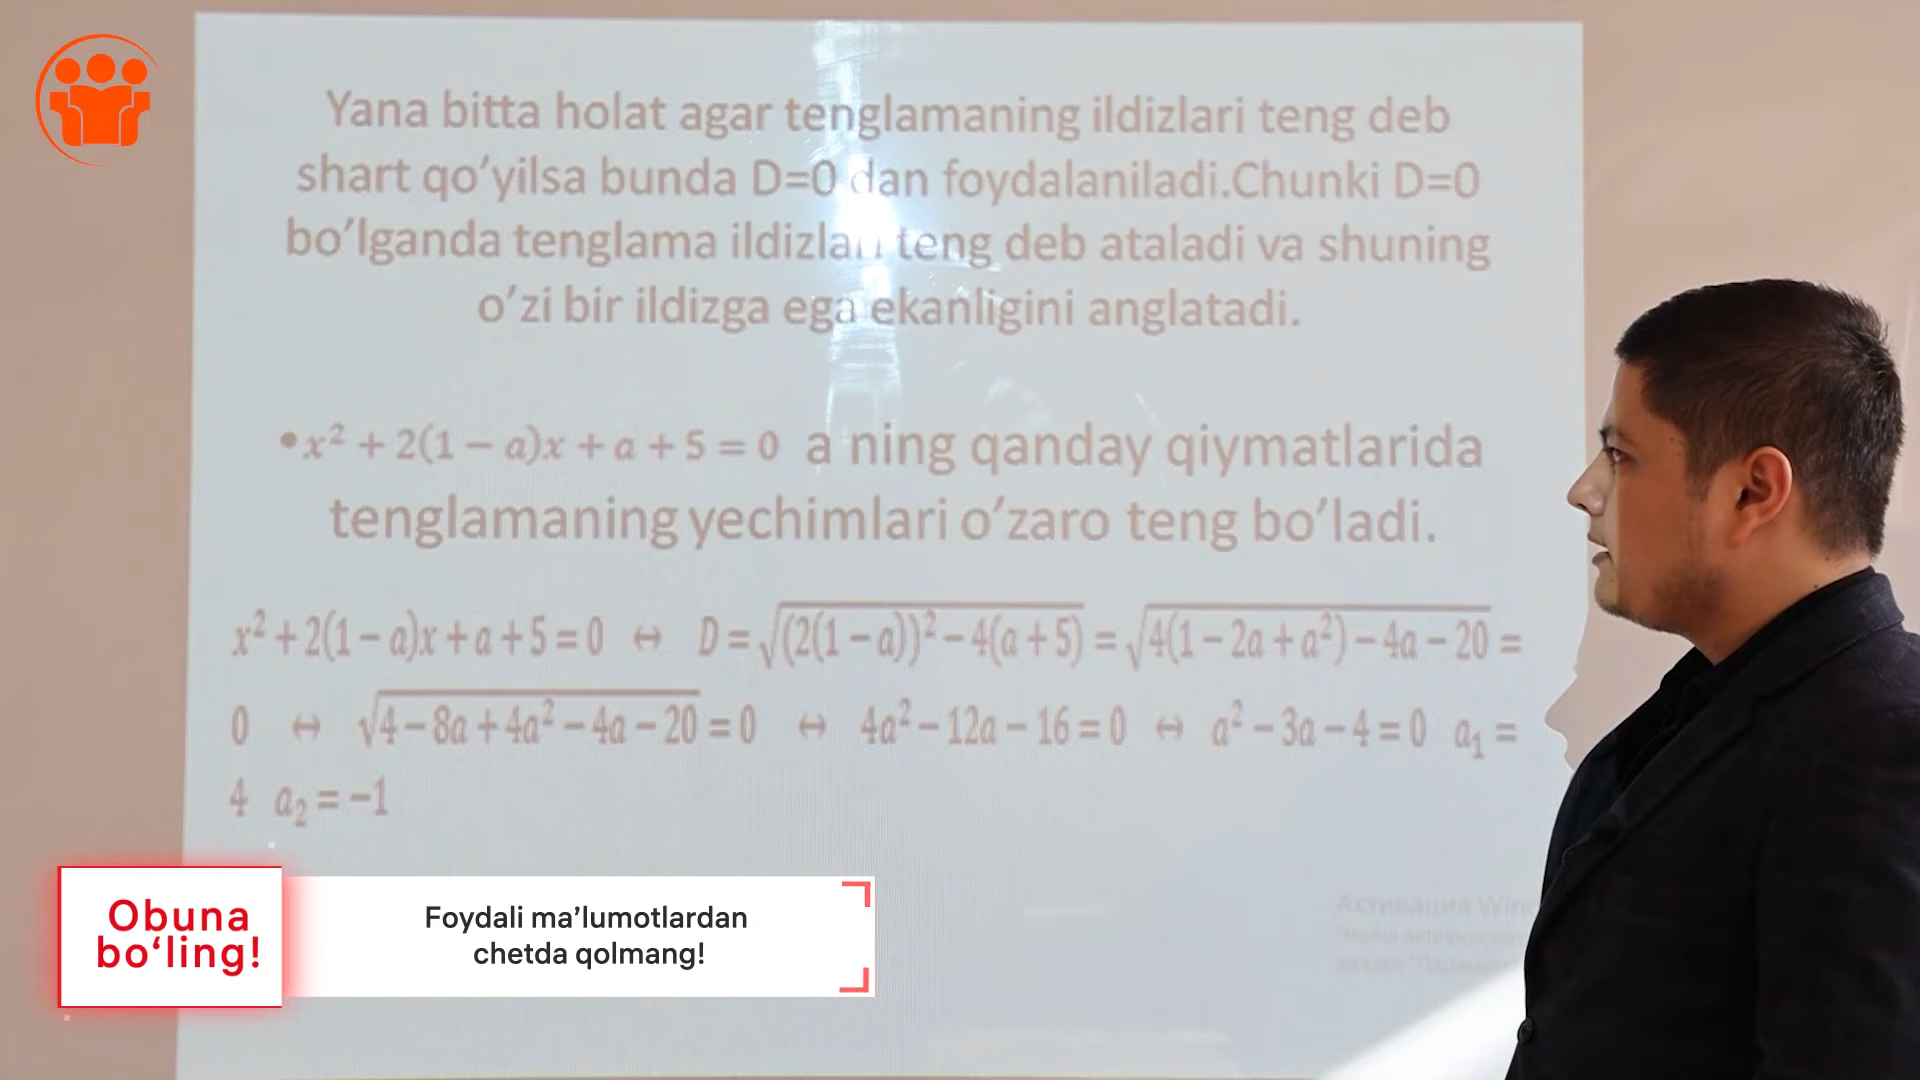 Yana bitta holat agar tenglamaning ildizlari teng deb
shart qo’yilsa bunda D=0 dan foydalaniladi.Chunki D=0
bo’lganda tenglama ildizlari teng deb ataladi va shuning
o’zi bir ildizga ega ekanligini anglatadi.
•x² + 2(1 − a)x + a + 5 = 0 a ning qanday qiymatlarida
tenglamaning yechimlari o’zaro teng bo’ladi.
x² + 2(1 − a)x + a + 5 = 0 ↔ D = √((2(1 − a))² − 4(a + 5)) = √(4(1 − 2a + a²) − 4a − 20) =
0 ↔ √(4 − 8a + 4a² − 4a − 20) = 0 ↔ 4a² − 12a − 16 = 0 ↔ a² − 3a − 4 = 0 a₁ =
4 a₂ = −1
Активация
Obuna
bo‘ling!
Foydali ma’lumotlardan
chetda qolmang!